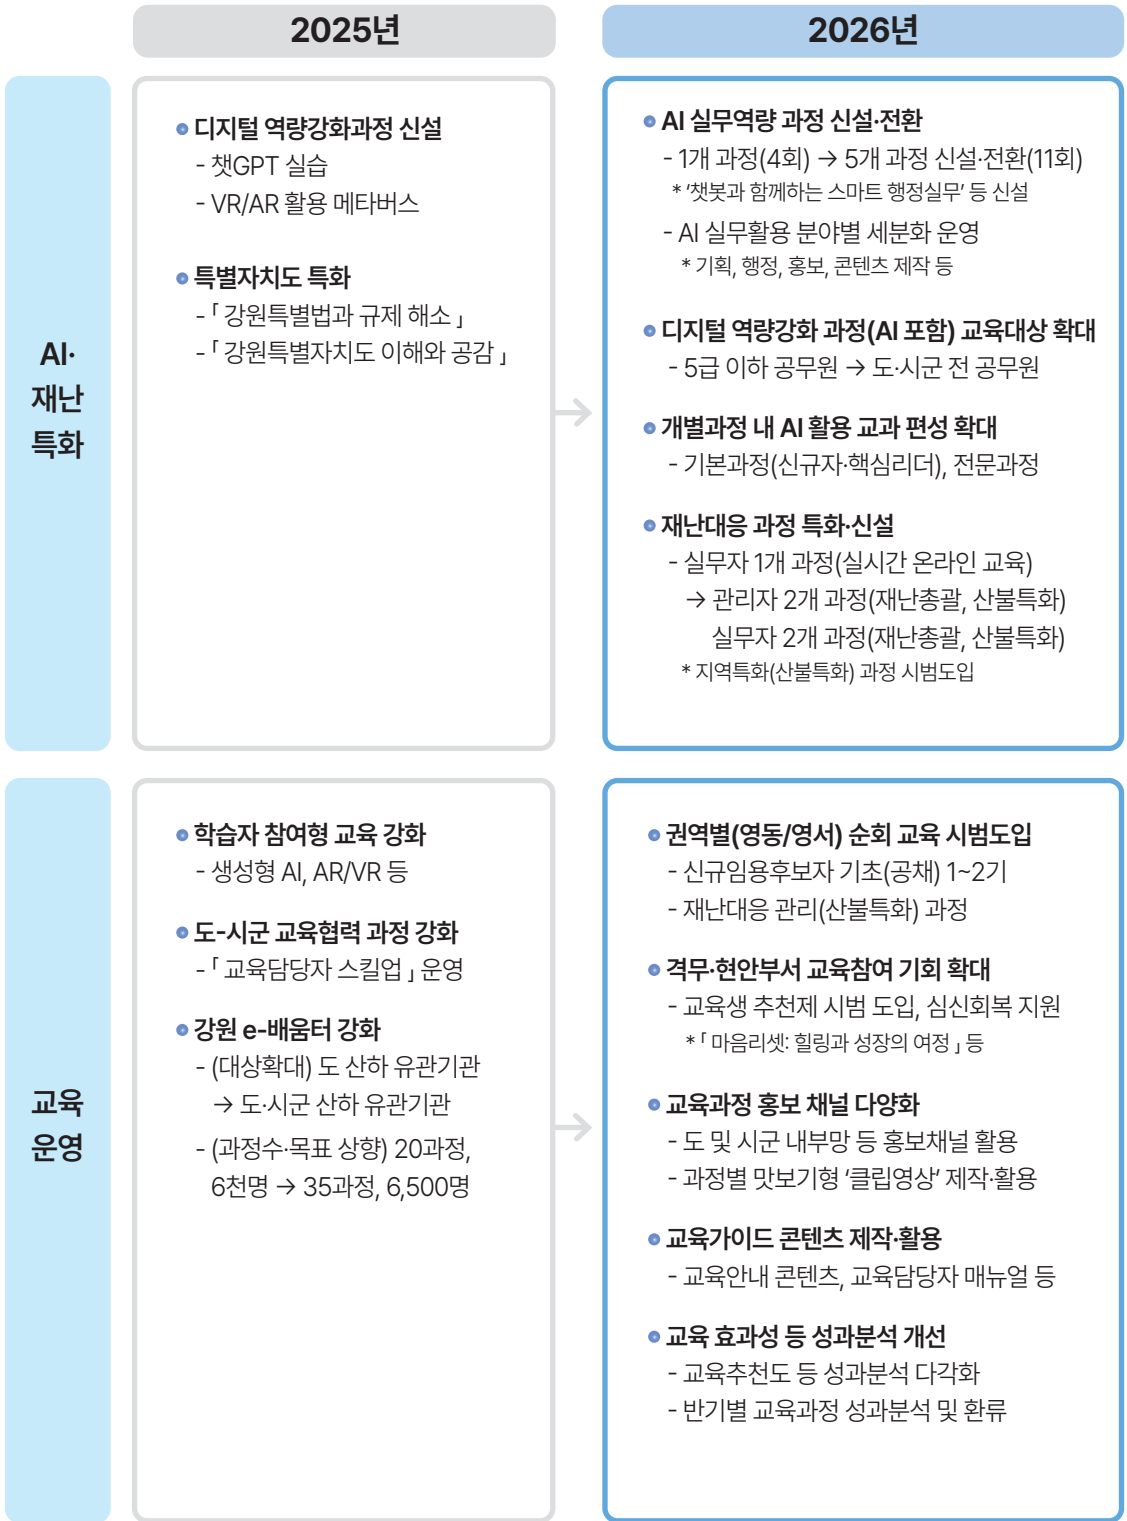 2025년
2026년
AI·
재난
특화
디지털 역량강화과정 신설
- 챗GPT 실습
- VR/AR 활용 메타버스
특별자치도 특화
- 「 강원특별법과 규제 해소 」
- 「 강원특별자치도 이해와 공감 」
AI 실무역량 과정 신설·전환
- 1개 과정(4회) → 5개 과정 신설·전환(11회)
* '챗봇과 함께하는 스마트 행정실무' 등 신설
- AI 실무활용 분야별 세분화 운영
* 기획, 행정, 홍보, 콘텐츠 제작 등
디지털 역량강화 과정(AI 포함) 교육대상 확대
- 5급 이하 공무원 → 도·시군 전 공무원
개별과정 내 AI 활용 교과 편성 확대
- 기본과정(신규자·핵심리더), 전문과정
재난대응 과정 특화·신설
- 실무자 1개 과정(실시간 온라인 교육)
→ 관리자 2개 과정(재난총괄, 산불특화)
실무자 2개 과정(재난총괄, 산불특화)
* 지역특화(산불특화) 과정 시범도입
교육
운영
학습자 참여형 교육 강화
- 생성형 AI, AR/VR 등
도-시군 교육협력 과정 강화
- 「 교육담당자 스킬업 」 운영
강원 e-배움터 강화
- (대상확대) 도 산하 유관기관
→ 도·시군 산하 유관기관
- (과정수·목표 상향) 20과정,
6천명 → 35과정, 6,500명
권역별(영동/영서) 순회 교육 시범도입
- 신규임용후보자 기초(공채) 1~2기
- 재난대응 관리(산불특화) 과정
격무·현안부서 교육참여 기회 확대
- 교육생 추천제 시범 도입, 심신회복 지원
* 「 마음리셋: 힐링과 성장의 여정 」 등
교육과정 홍보 채널 다양화
- 도 및 시군 내부망 등 홍보채널 활용
- 과정별 맛보기형 '클립영상' 제작·활용
교육가이드 콘텐츠 제작·활용
- 교육안내 콘텐츠, 교육담당자 매뉴얼 등
교육 효과성 등 성과분석 개선
- 교육추천도 등 성과분석 다각화
- 반기별 교육과정 성과분석 및 환류